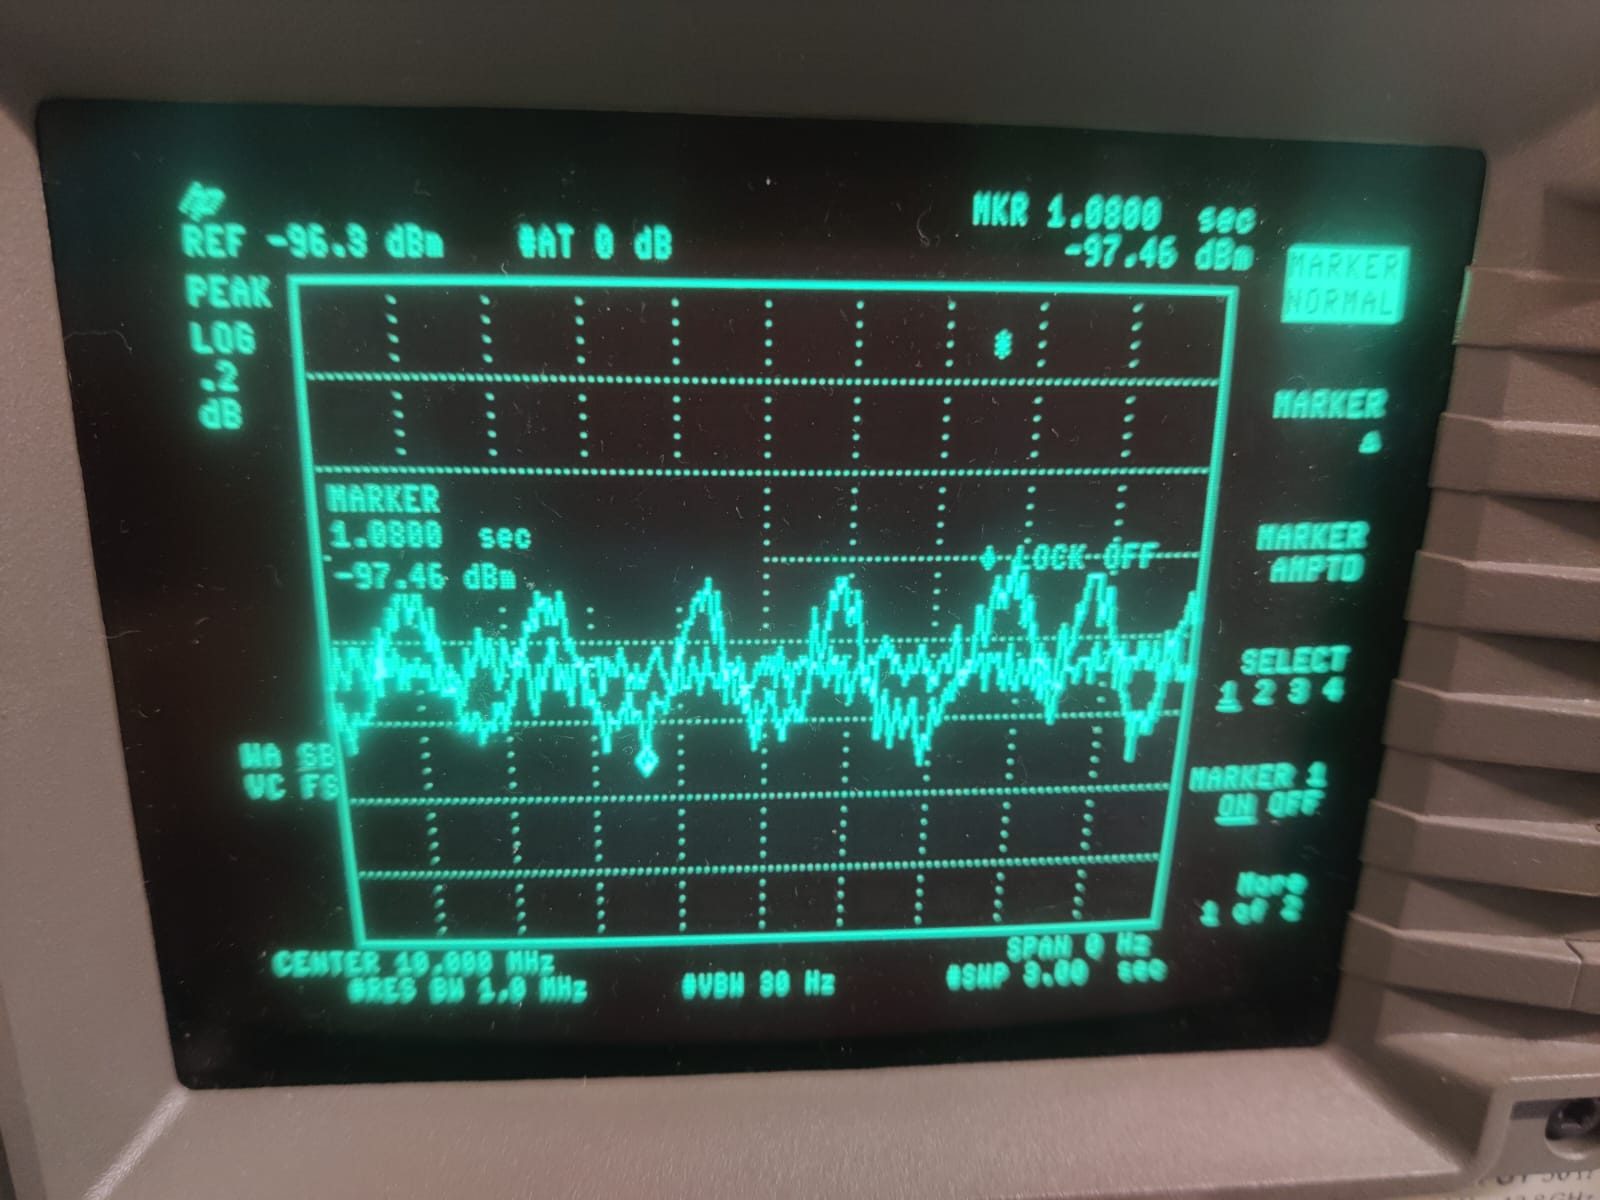 hp
REF -96.3 dBm #AT 0 dB
MKR 1.0800 sec
-97.46 dBm
PEAK
LOG
.2
dB
MARKER
1.0800 sec
-97.46 dBm
LOCK OFF
WA SB
VC FS
CENTER 10.000 MHz
SPAN 0 Hz
#RES BW 1.0 MHz #VBW 30 Hz #SWP 3.00 sec
MARKER
NORMAL
MARKER
Δ
MARKER
AMPTD
SELECT
1 2 3 4
MARKER 1
ON OFF
More
1 of 2